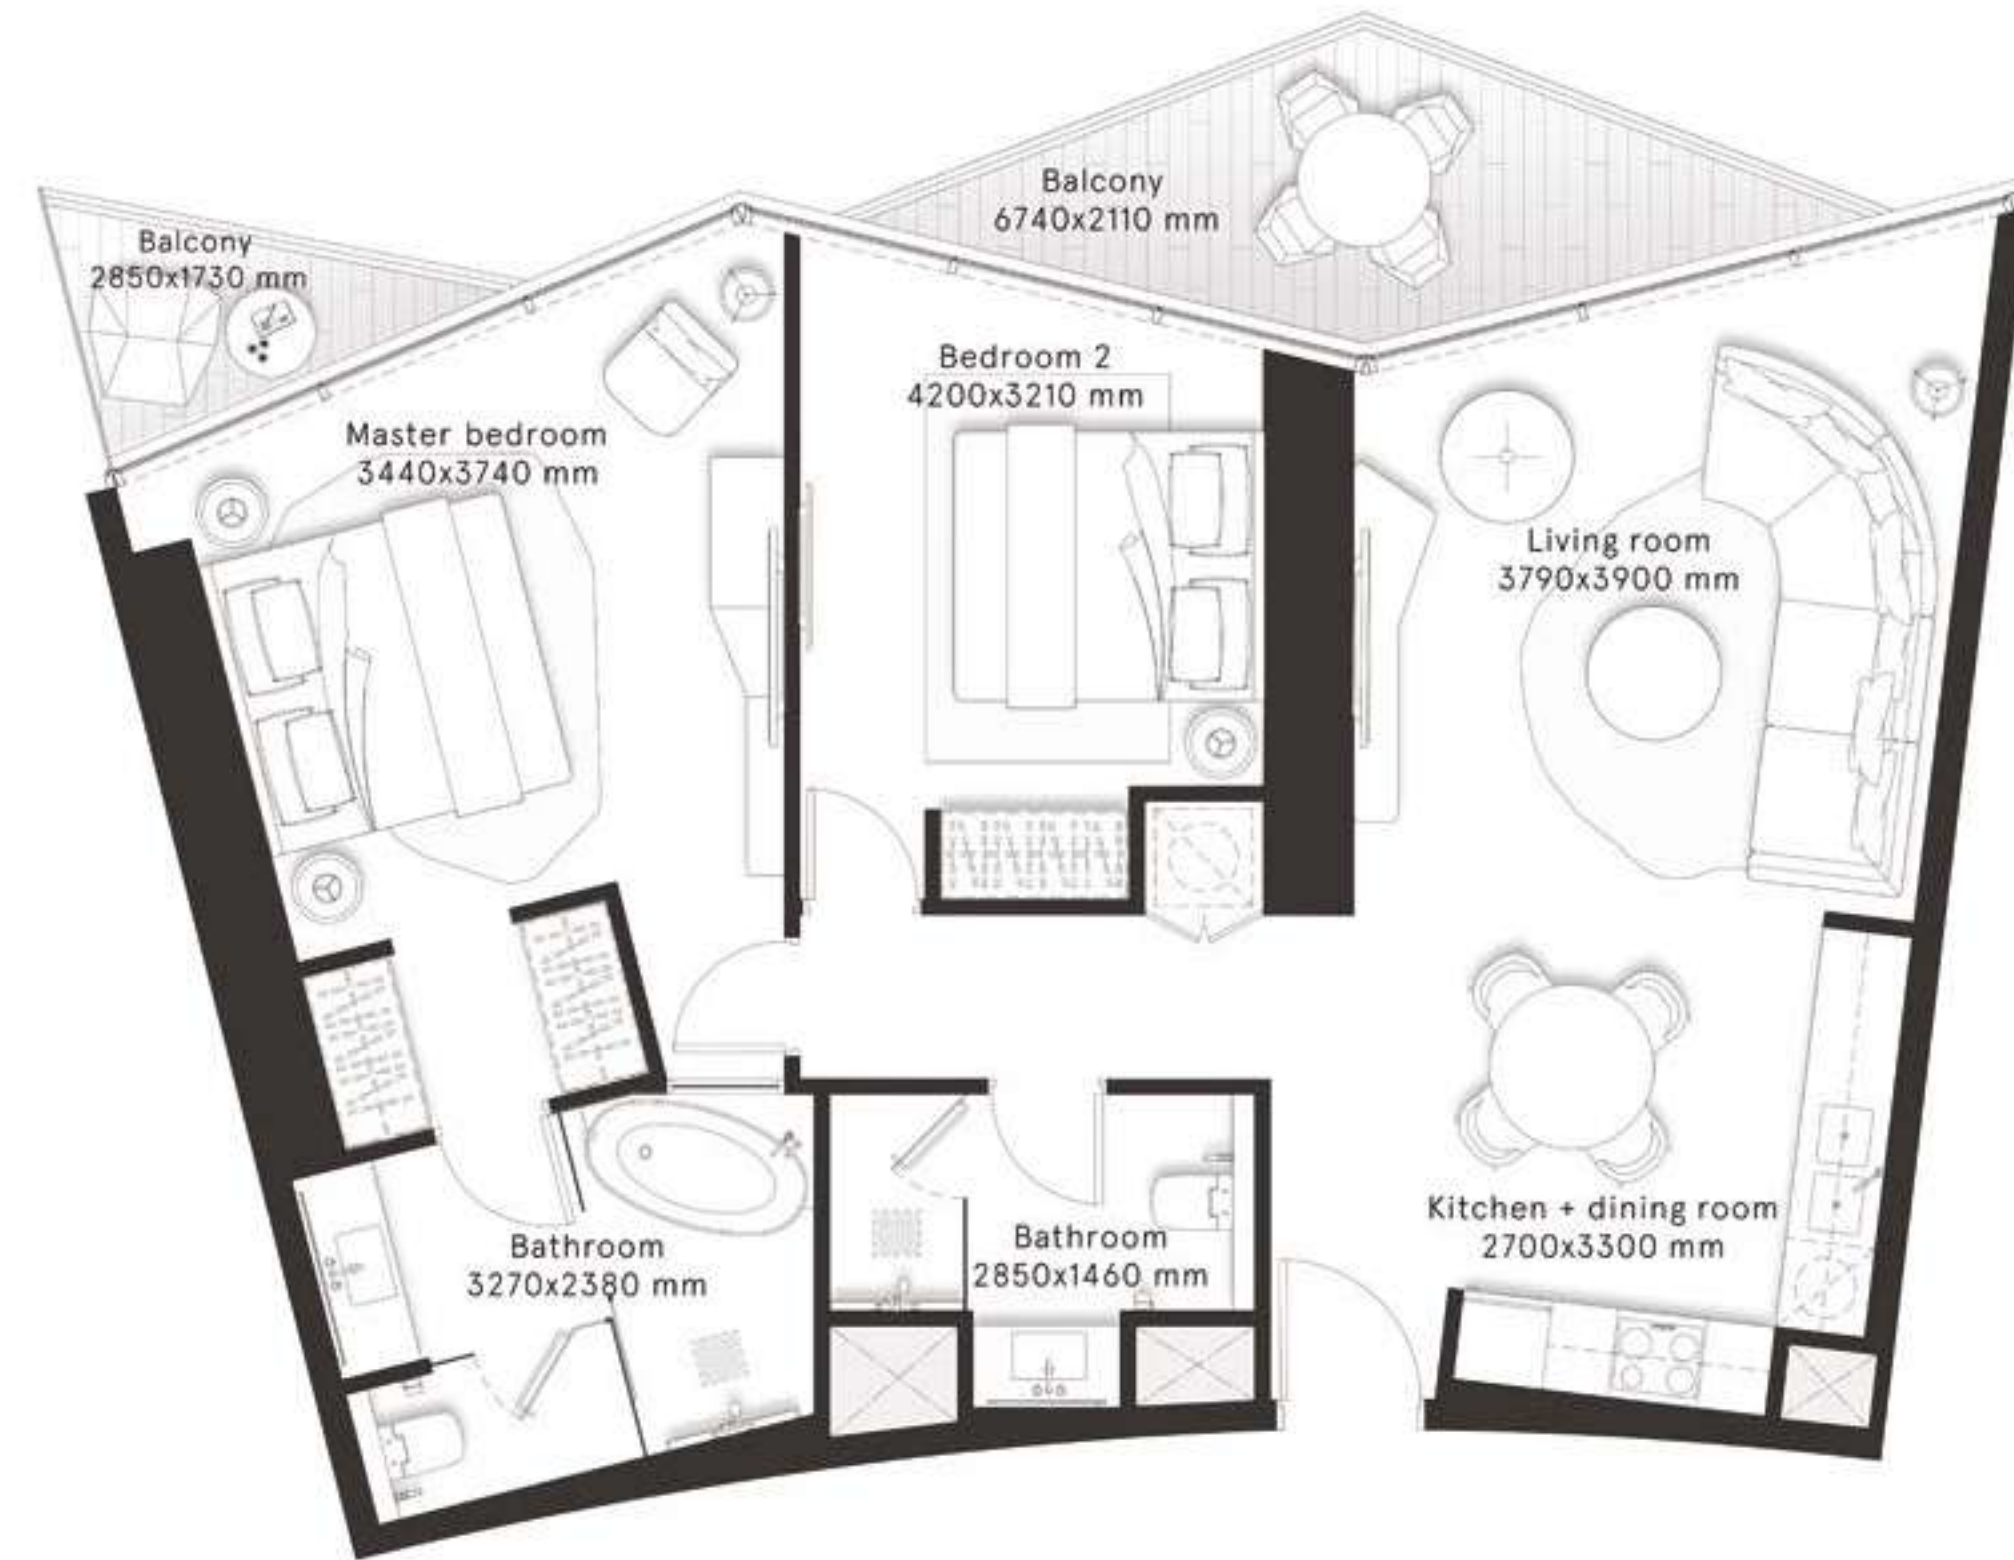 Balcony
6740x2110 mm
Balcony
2850x1730 mm
Bedroom 2
4200x3210 mm
Master bedroom
3440x3740 mm
Living room
3790x3900 mm
Kitchen + dining room
2700x3300 mm
Bathroom
3270x2380 mm
Bathroom
2850x1460 mm